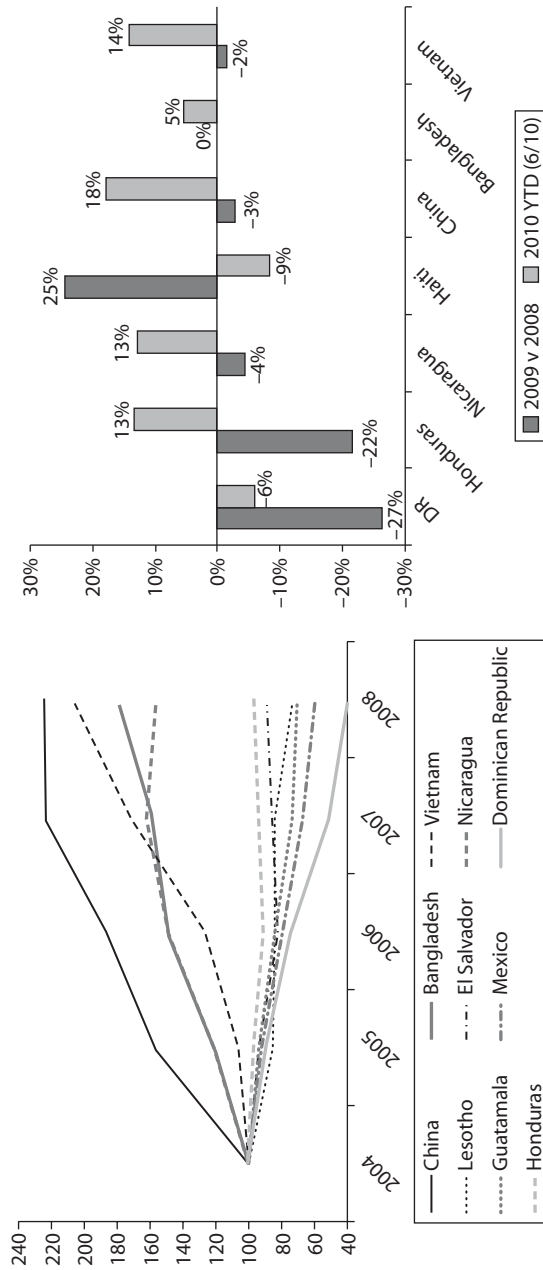 240
220
200
180
160
140
120
100
80
60
40
2004
2005
2006
2007
2008
China
Bangladesh
Vietnam
Lesotho
El Salvador
Nicaragua
Guatamala
Mexico
Dominican Republic
Honduras
30%
20%
10%
0%
–10%
–20%
–30%
–27%
–6%
–22%
13%
–4%
13%
25%
–9%
–3%
18%
0%
5%
–2%
14%
DR
Honduras
Nicaragua
Haiti
China
Bangladesh
Vietnam
2009 v 2008
2010 YTD (6/10)